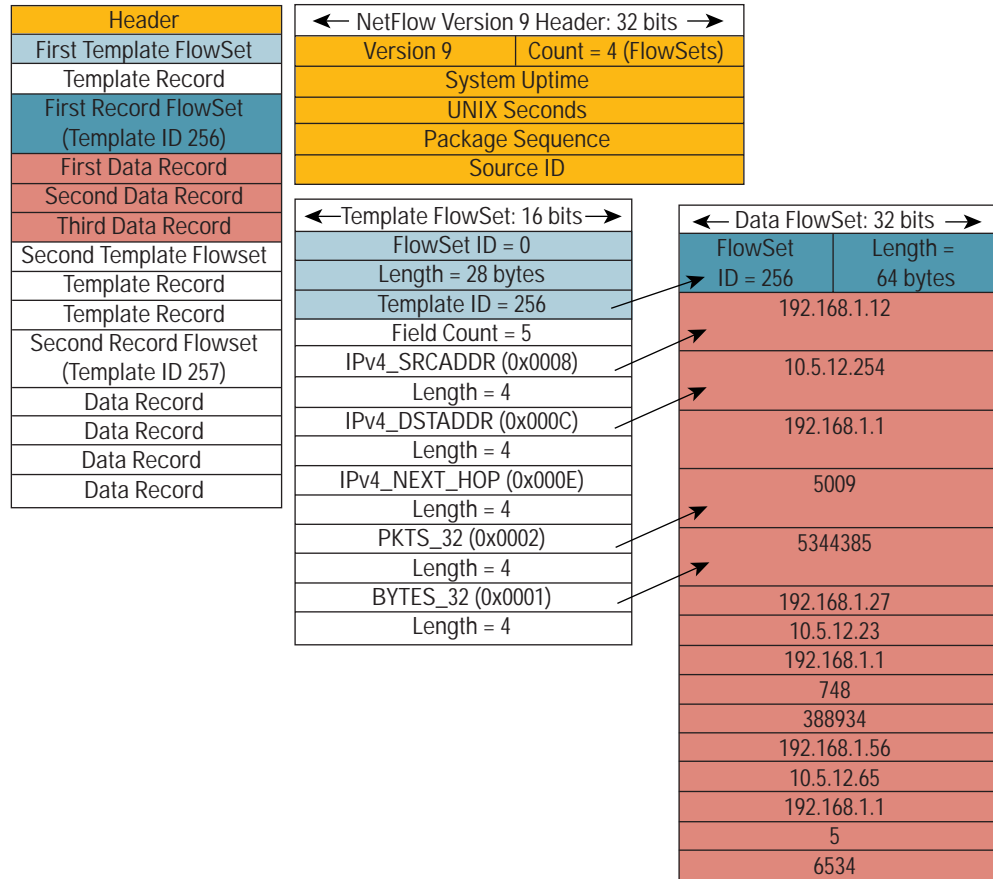 Header
First Template FlowSet
Template Record
First Record FlowSet
(Template ID 256)
First Data Record
Second Data Record
Third Data Record
Second Template Flowset
Template Record
Template Record
Second Record Flowset
(Template ID 257)
Data Record
Data Record
Data Record
Data Record
NetFlow Version 9 Header: 32 bits
Version 9
Count = 4 (FlowSets)
System Uptime
UNIX Seconds
Package Sequence
Source ID
Template FlowSet: 16 bits
FlowSet ID = 0
Length = 28 bytes
Template ID = 256
Field Count = 5
IPv4_SRCADDR (0x0008)
Length = 4
IPv4_DSTADDR (0x000C)
Length = 4
IPv4_NEXT_HOP (0x000E)
Length = 4
PKTS_32 (0x0002)
Length = 4
BYTES_32 (0x0001)
Length = 4
Data FlowSet: 32 bits
FlowSet
ID = 256
Length =
64 bytes
192.168.1.12
10.5.12.254
192.168.1.1
5009
5344385
192.168.1.27
10.5.12.23
192.168.1.1
748
388934
192.168.1.56
10.5.12.65
192.168.1.1
5
6534